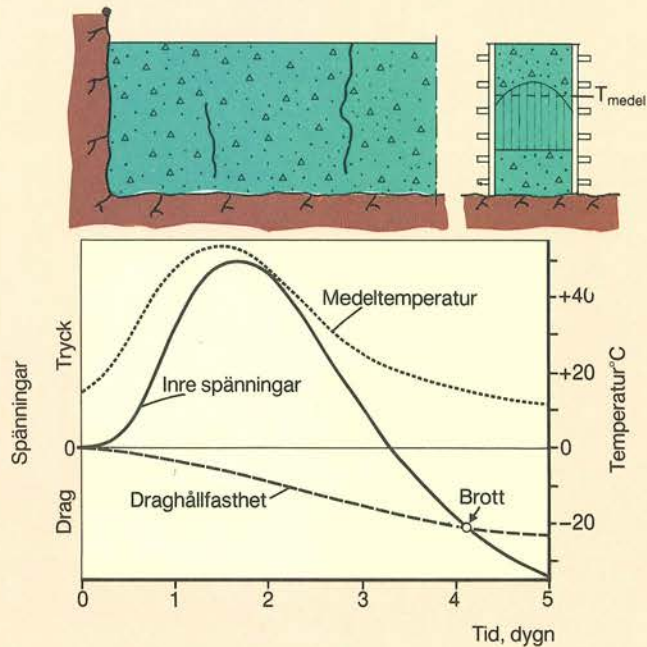 T medel
Spänningar
Tryck
0
Drag
Medeltemperatur
Inre spänningar
Draghållfasthet
Brott
+40
+20
0
−20
Temperatur°C
0 1 2 3 4 5
Tid, dygn